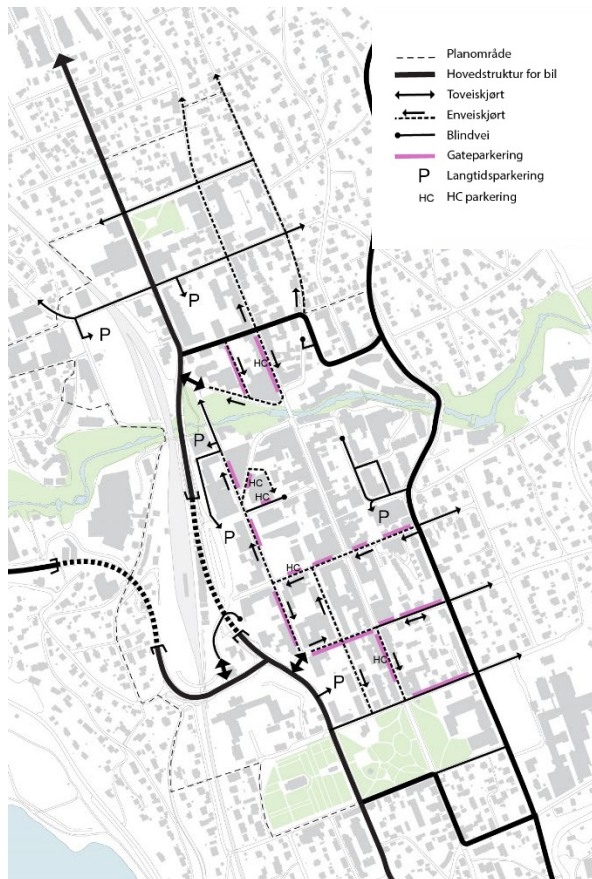 Planområde
Hovedstruktur for bil
Toveiskjørt
Enveiskjørt
Blindvei
Gateparkering
P Langtidsparkering
HC HC parkering
P
P
HC
P
HC
HC
P
P
HC
HC
P